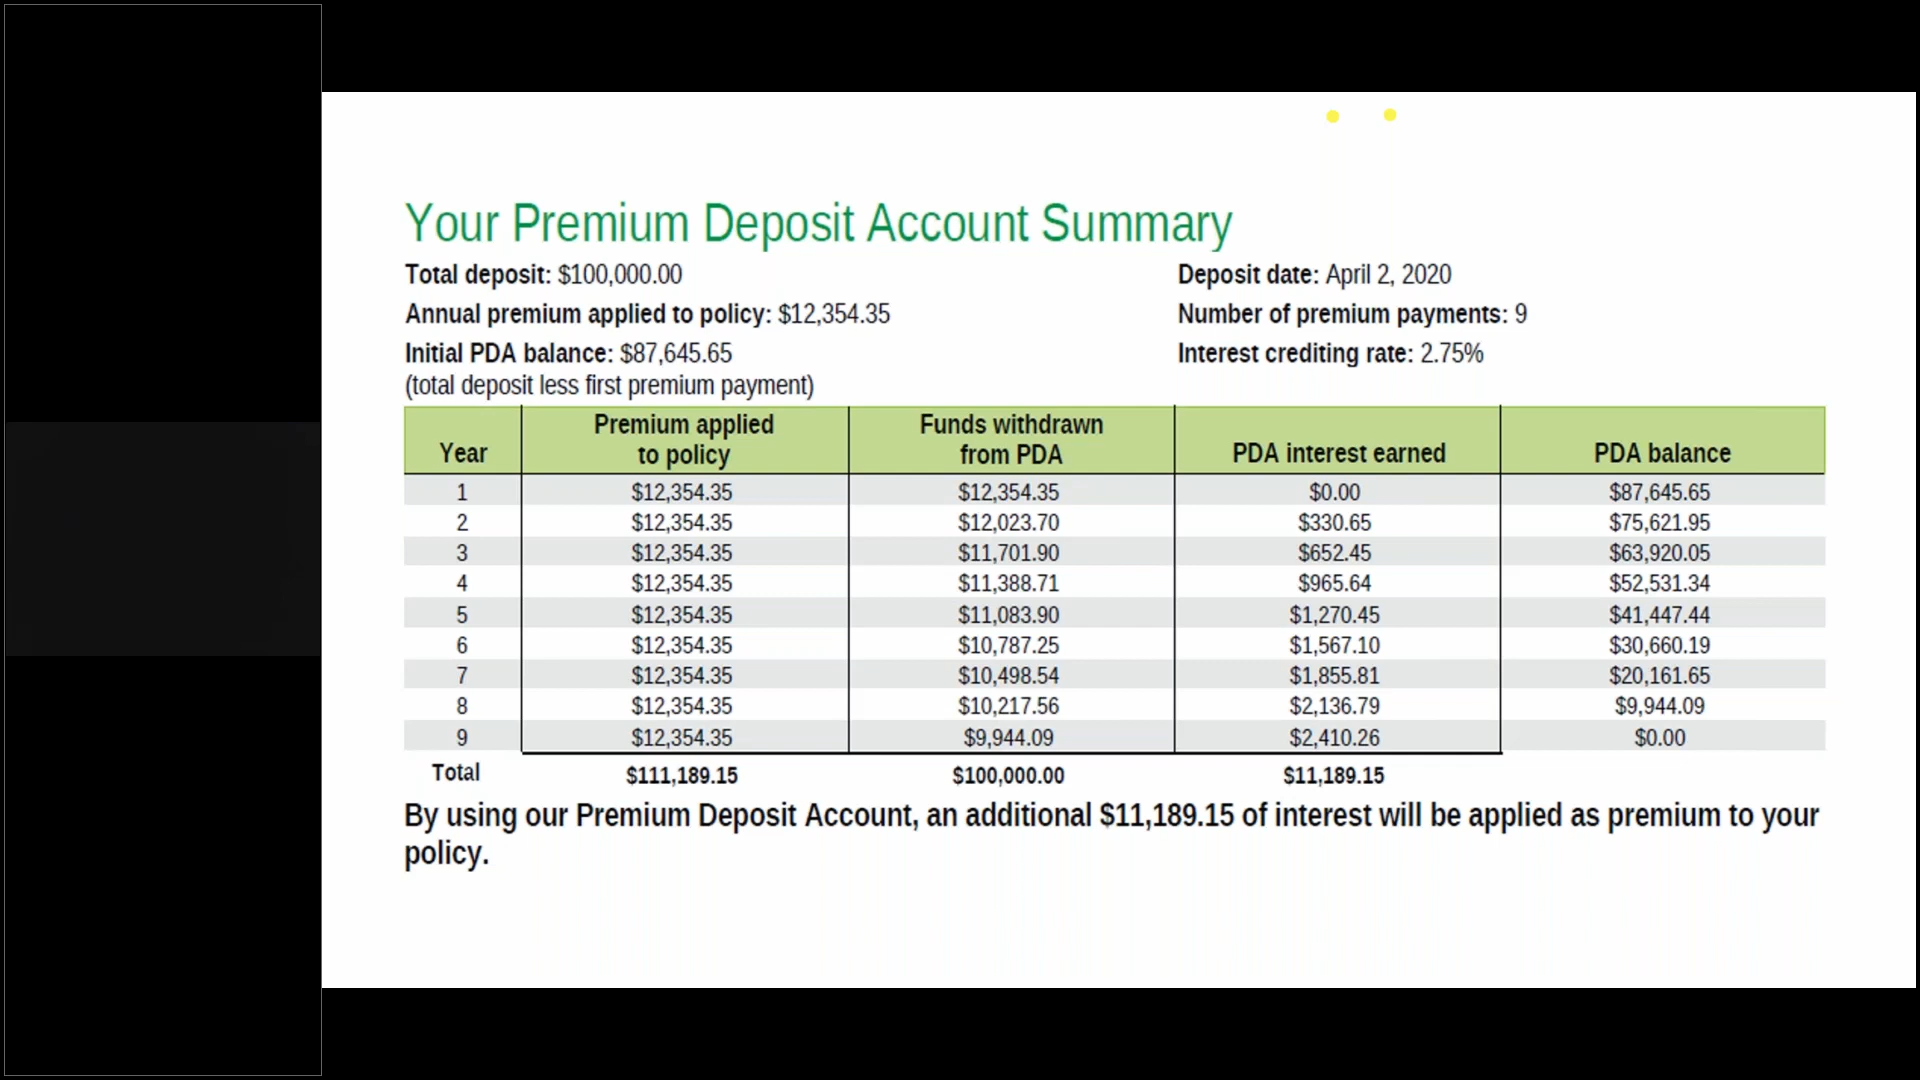 Your Premium Deposit Account Summary
Total deposit: $100,000.00 Deposit date: April 2, 2020
Annual premium applied to policy: $12,354.35 Number of premium payments: 9
Initial PDA balance: $87,645.65 Interest crediting rate: 2.75%
(total deposit less first premium payment)
Year Premium applied to policy Funds withdrawn from PDA PDA interest earned PDA balance
1 $12,354.35 $12,354.35 $0.00 $87,645.65
2 $12,354.35 $12,023.70 $330.65 $75,621.95
3 $12,354.35 $11,701.90 $652.45 $63,920.05
4 $12,354.35 $11,388.71 $965.64 $52,531.34
5 $12,354.35 $11,083.90 $1,270.45 $41,447.44
6 $12,354.35 $10,787.25 $1,567.10 $30,660.19
7 $12,354.35 $10,498.54 $1,855.81 $20,161.65
8 $12,354.35 $10,217.56 $2,136.79 $9,944.09
9 $12,354.35 $9,944.09 $2,410.26 $0.00
Total $111,189.15 $100,000.00 $11,189.15
By using our Premium Deposit Account, an additional $11,189.15 of interest will be applied as premium to your
policy.